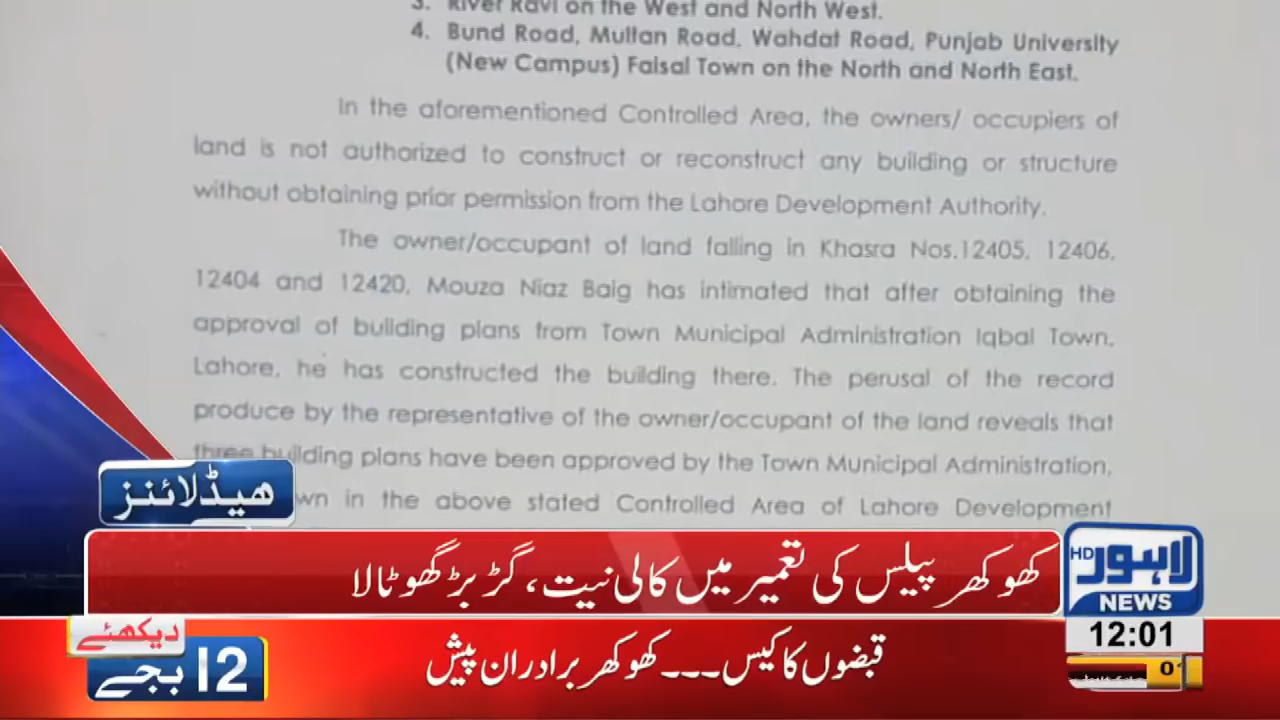 3. River Ravi on the West and North West.
4. Bund Road, Multan Road, Wahdat Road, Punjab University
(New Campus) Faisal Town on the North and North East.
In the aforementioned Controlled Area, the owners/ occupiers of
land is not authorized to construct or reconstruct any building or structure
without obtaining prior permission from the Lahore Development Authority.
The owner/occupant of land falling in Khasra Nos.12405, 12406,
12404 and 12420, Mouza Niaz Baig has intimated that after obtaining the
approval of building plans from Town Municipal Administration Iqbal Town,
Lahore, he has constructed the building there. The perusal of the record
produce by the representative of the owner/occupant of the land reveals that
three building plans have been approved by the Town Municipal Administration,
wn in the above stated Controlled Area of Lahore Development
ھیڈلائنز
کھوکھر پیلس کی تعمیر میں کالی نیت، گڑبڑ گھوٹالا
HD لاہور
NEWS
دیکھئے
12 بجے
قبضوں کا کیس۔۔۔ کھوکھر برادران پیش
12:01